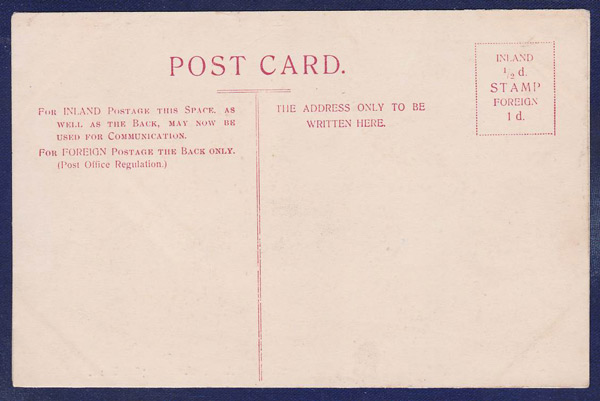 POST CARD.
INLAND
½ d.
STAMP
FOREIGN
1 d.
FOR INLAND POSTAGE THIS SPACE, AS
WELL AS THE BACK, MAY NOW BE
USED FOR COMMUNICATION.
FOR FOREIGN POSTAGE THE BACK ONLY.
(Post Office Regulation.)
THE ADDRESS ONLY TO BE
WRITTEN HERE.